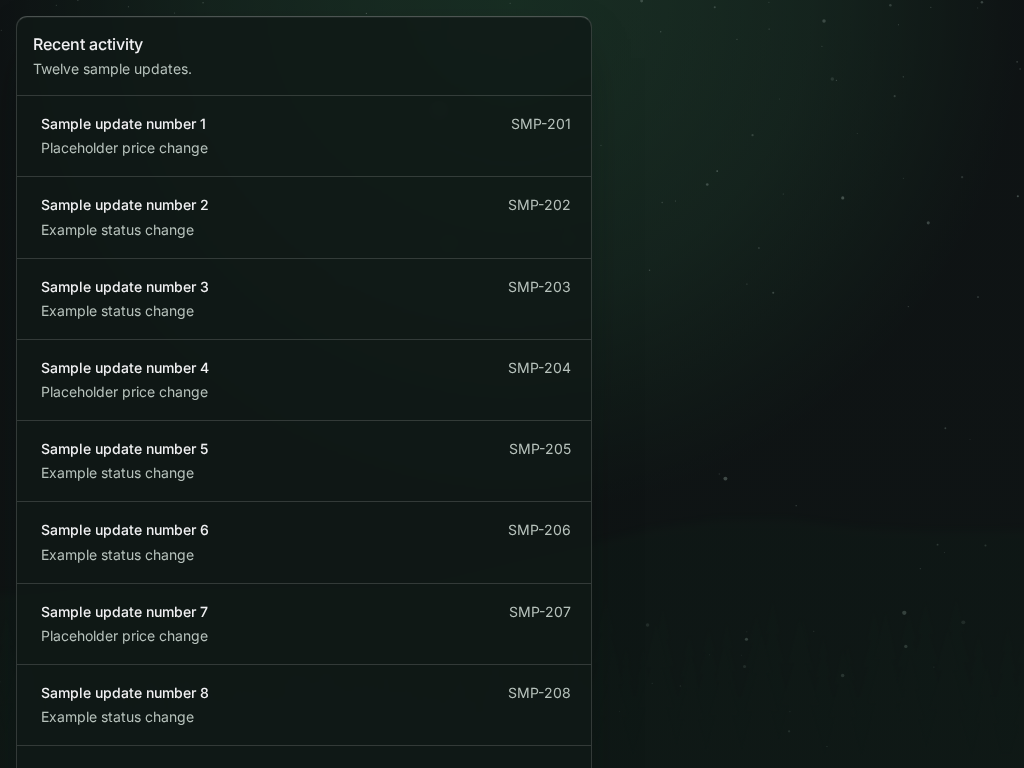 Recent activity
Twelve sample updates.
Sample update number 1 SMP-201
Placeholder price change
Sample update number 2 SMP-202
Example status change
Sample update number 3 SMP-203
Example status change
Sample update number 4 SMP-204
Placeholder price change
Sample update number 5 SMP-205
Example status change
Sample update number 6 SMP-206
Example status change
Sample update number 7 SMP-207
Placeholder price change
Sample update number 8 SMP-208
Example status change